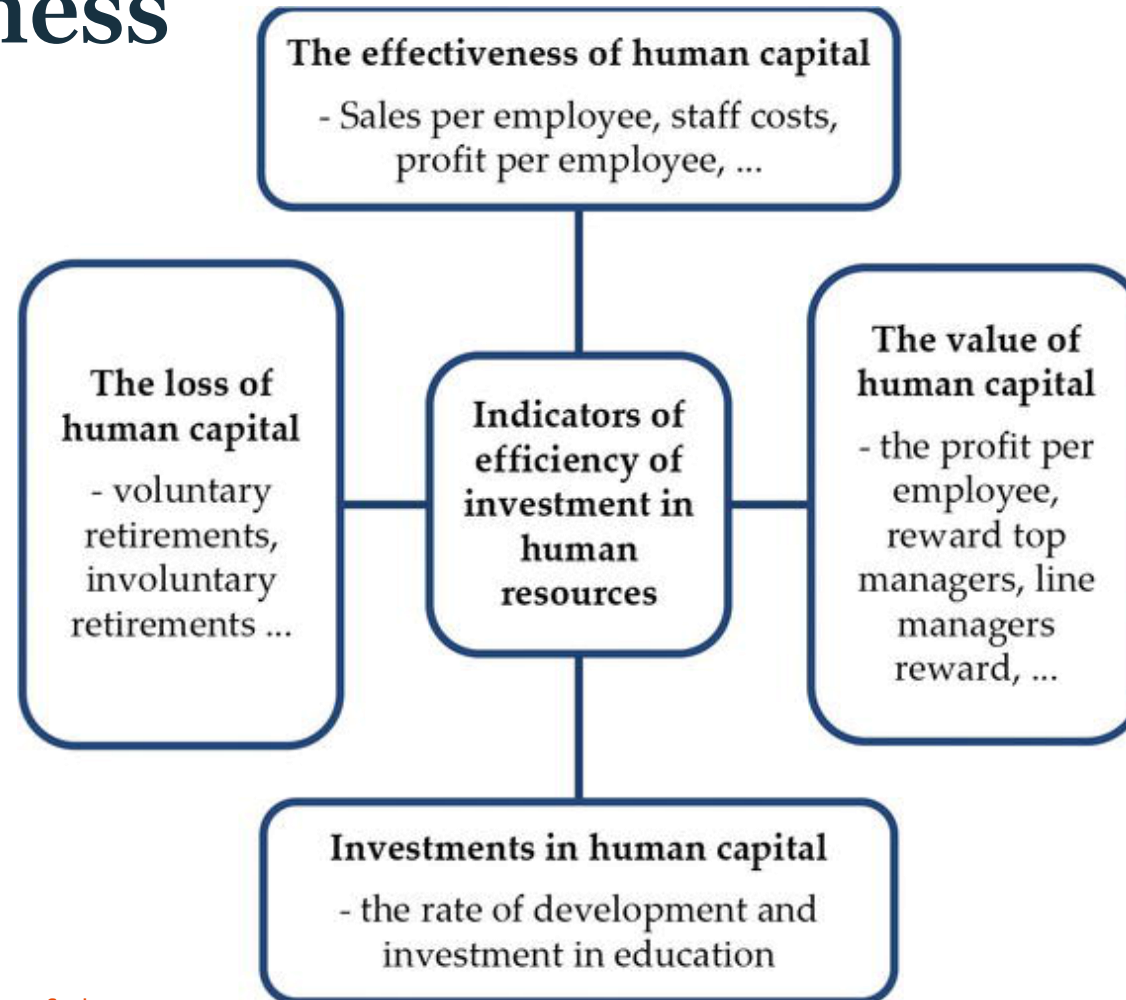 The effectiveness of human capital
- Sales per employee, staff costs,
profit per employee, ...
The loss of
human capital
- voluntary
retirements,
involuntary
retirements ...
Indicators of
efficiency of
investment in
human
resources
The value of
human capital
- the profit per
employee,
reward top
managers, line
managers
reward, ...
Investments in human capital
- the rate of development and
investment in education